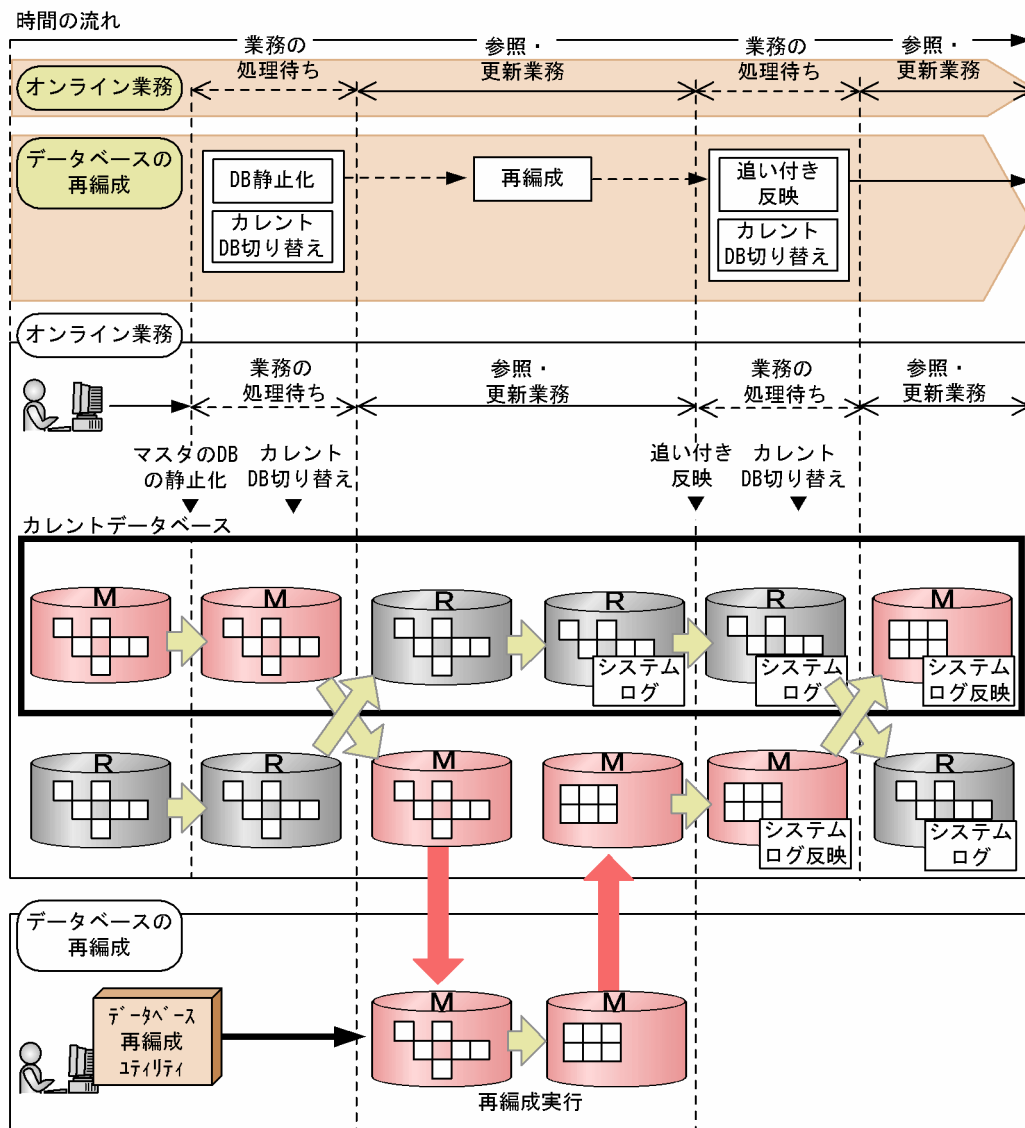 時間の流れ
業務の
処理待ち
参照・
更新業務
業務の
処理待ち
参照・
更新業務
オンライン業務
データベースの
再編成
DB静止化
カレント
DB切り替え
再編成
追い付き
反映
カレント
DB切り替え
オンライン業務
業務の
処理待ち
参照・
更新業務
業務の
処理待ち
参照・
更新業務
マスタのDB
の静止化
カレント
DB切り替え
追い付き
反映
カレント
DB切り替え
カレントデータベース
M
M
R
R
システム
ログ
R
システム
ログ
M
システム
ログ反映
R
R
M
M
M
システム
ログ反映
R
システム
ログ
データベースの
再編成
ﾃﾞｰﾀﾍﾞｰｽ
再編成
ﾕﾃｨﾘﾃｨ
M
M
再編成実行